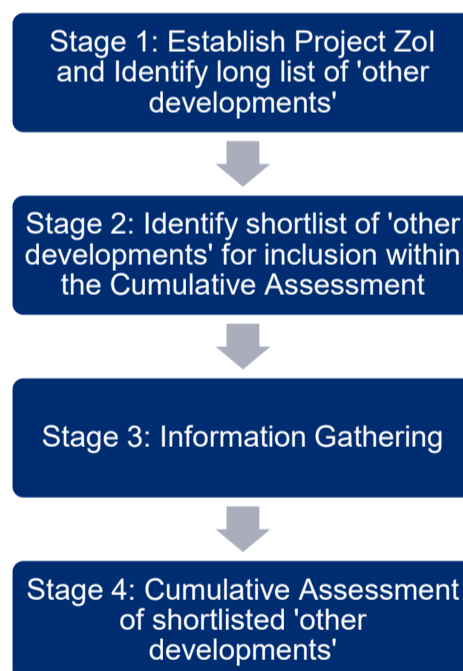 Stage 1: Establish Project ZoI
and Identify long list of 'other
developments'
Stage 2: Identify shortlist of 'other
developments' for inclusion within
the Cumulative Assessment
Stage 3: Information Gathering
Stage 4: Cumulative Assessment
of shortlisted 'other
developments'